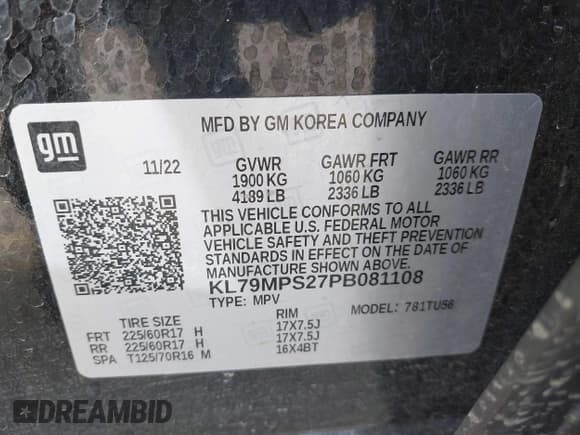 gm
MFD BY GM KOREA COMPANY
11/22 GVWR GAWR FRT GAWR RR
1900 KG 1060 KG 1060 KG
4189 LB 2336 LB 2336 LB
THIS VEHICLE CONFORMS TO ALL
APPLICABLE U.S. FEDERAL MOTOR
VEHICLE SAFETY AND THEFT PREVENTION
STANDARDS IN EFFECT ON THE DATE OF
MANUFACTURE SHOWN ABOVE.
KL79MPS27PB081108
TYPE: MPV MODEL: 781TU56
TIRE SIZE RIM
FRT 225/60R17 H 17X7.5J
RR 225/60R17 H 17X7.5J
SPA T125/70R16 M 16X4BT
DREAMBID